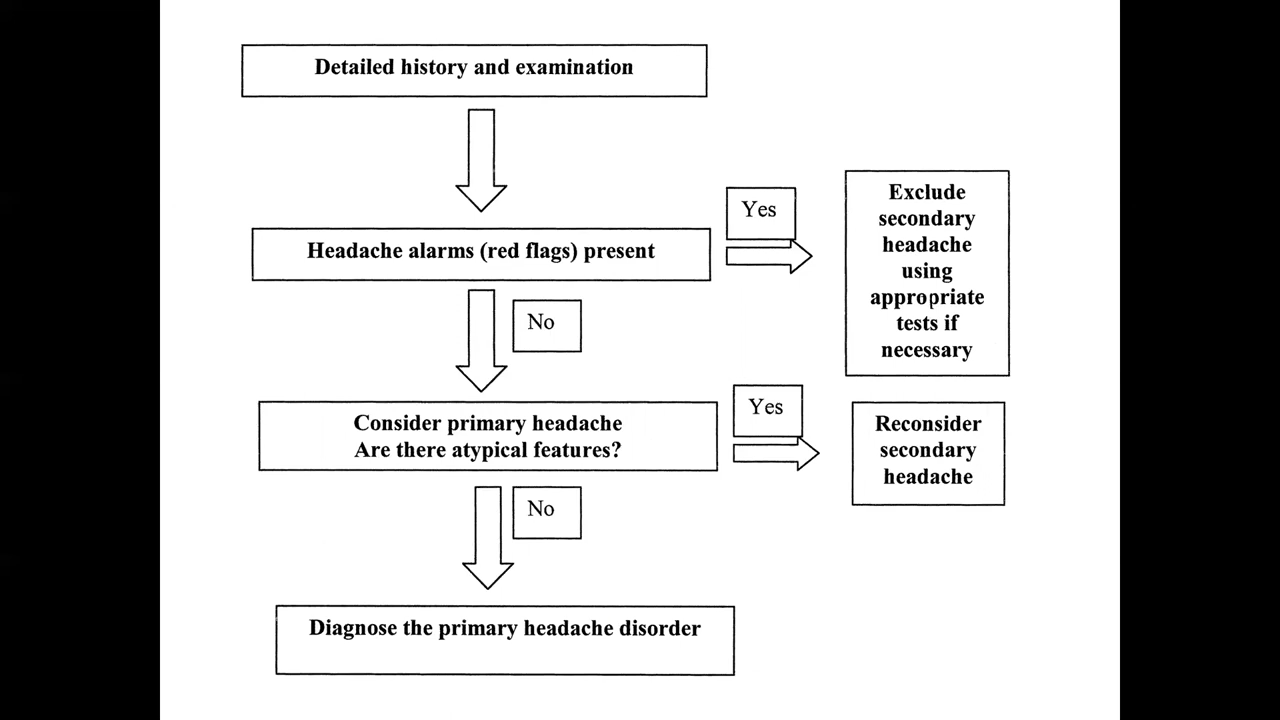 Detailed history and examination
Headache alarms (red flags) present
Yes
Exclude
secondary
headache
using
appropriate
tests if
necessary
No
Consider primary headache
Are there atypical features?
Yes
Reconsider
secondary
headache
No
Diagnose the primary headache disorder